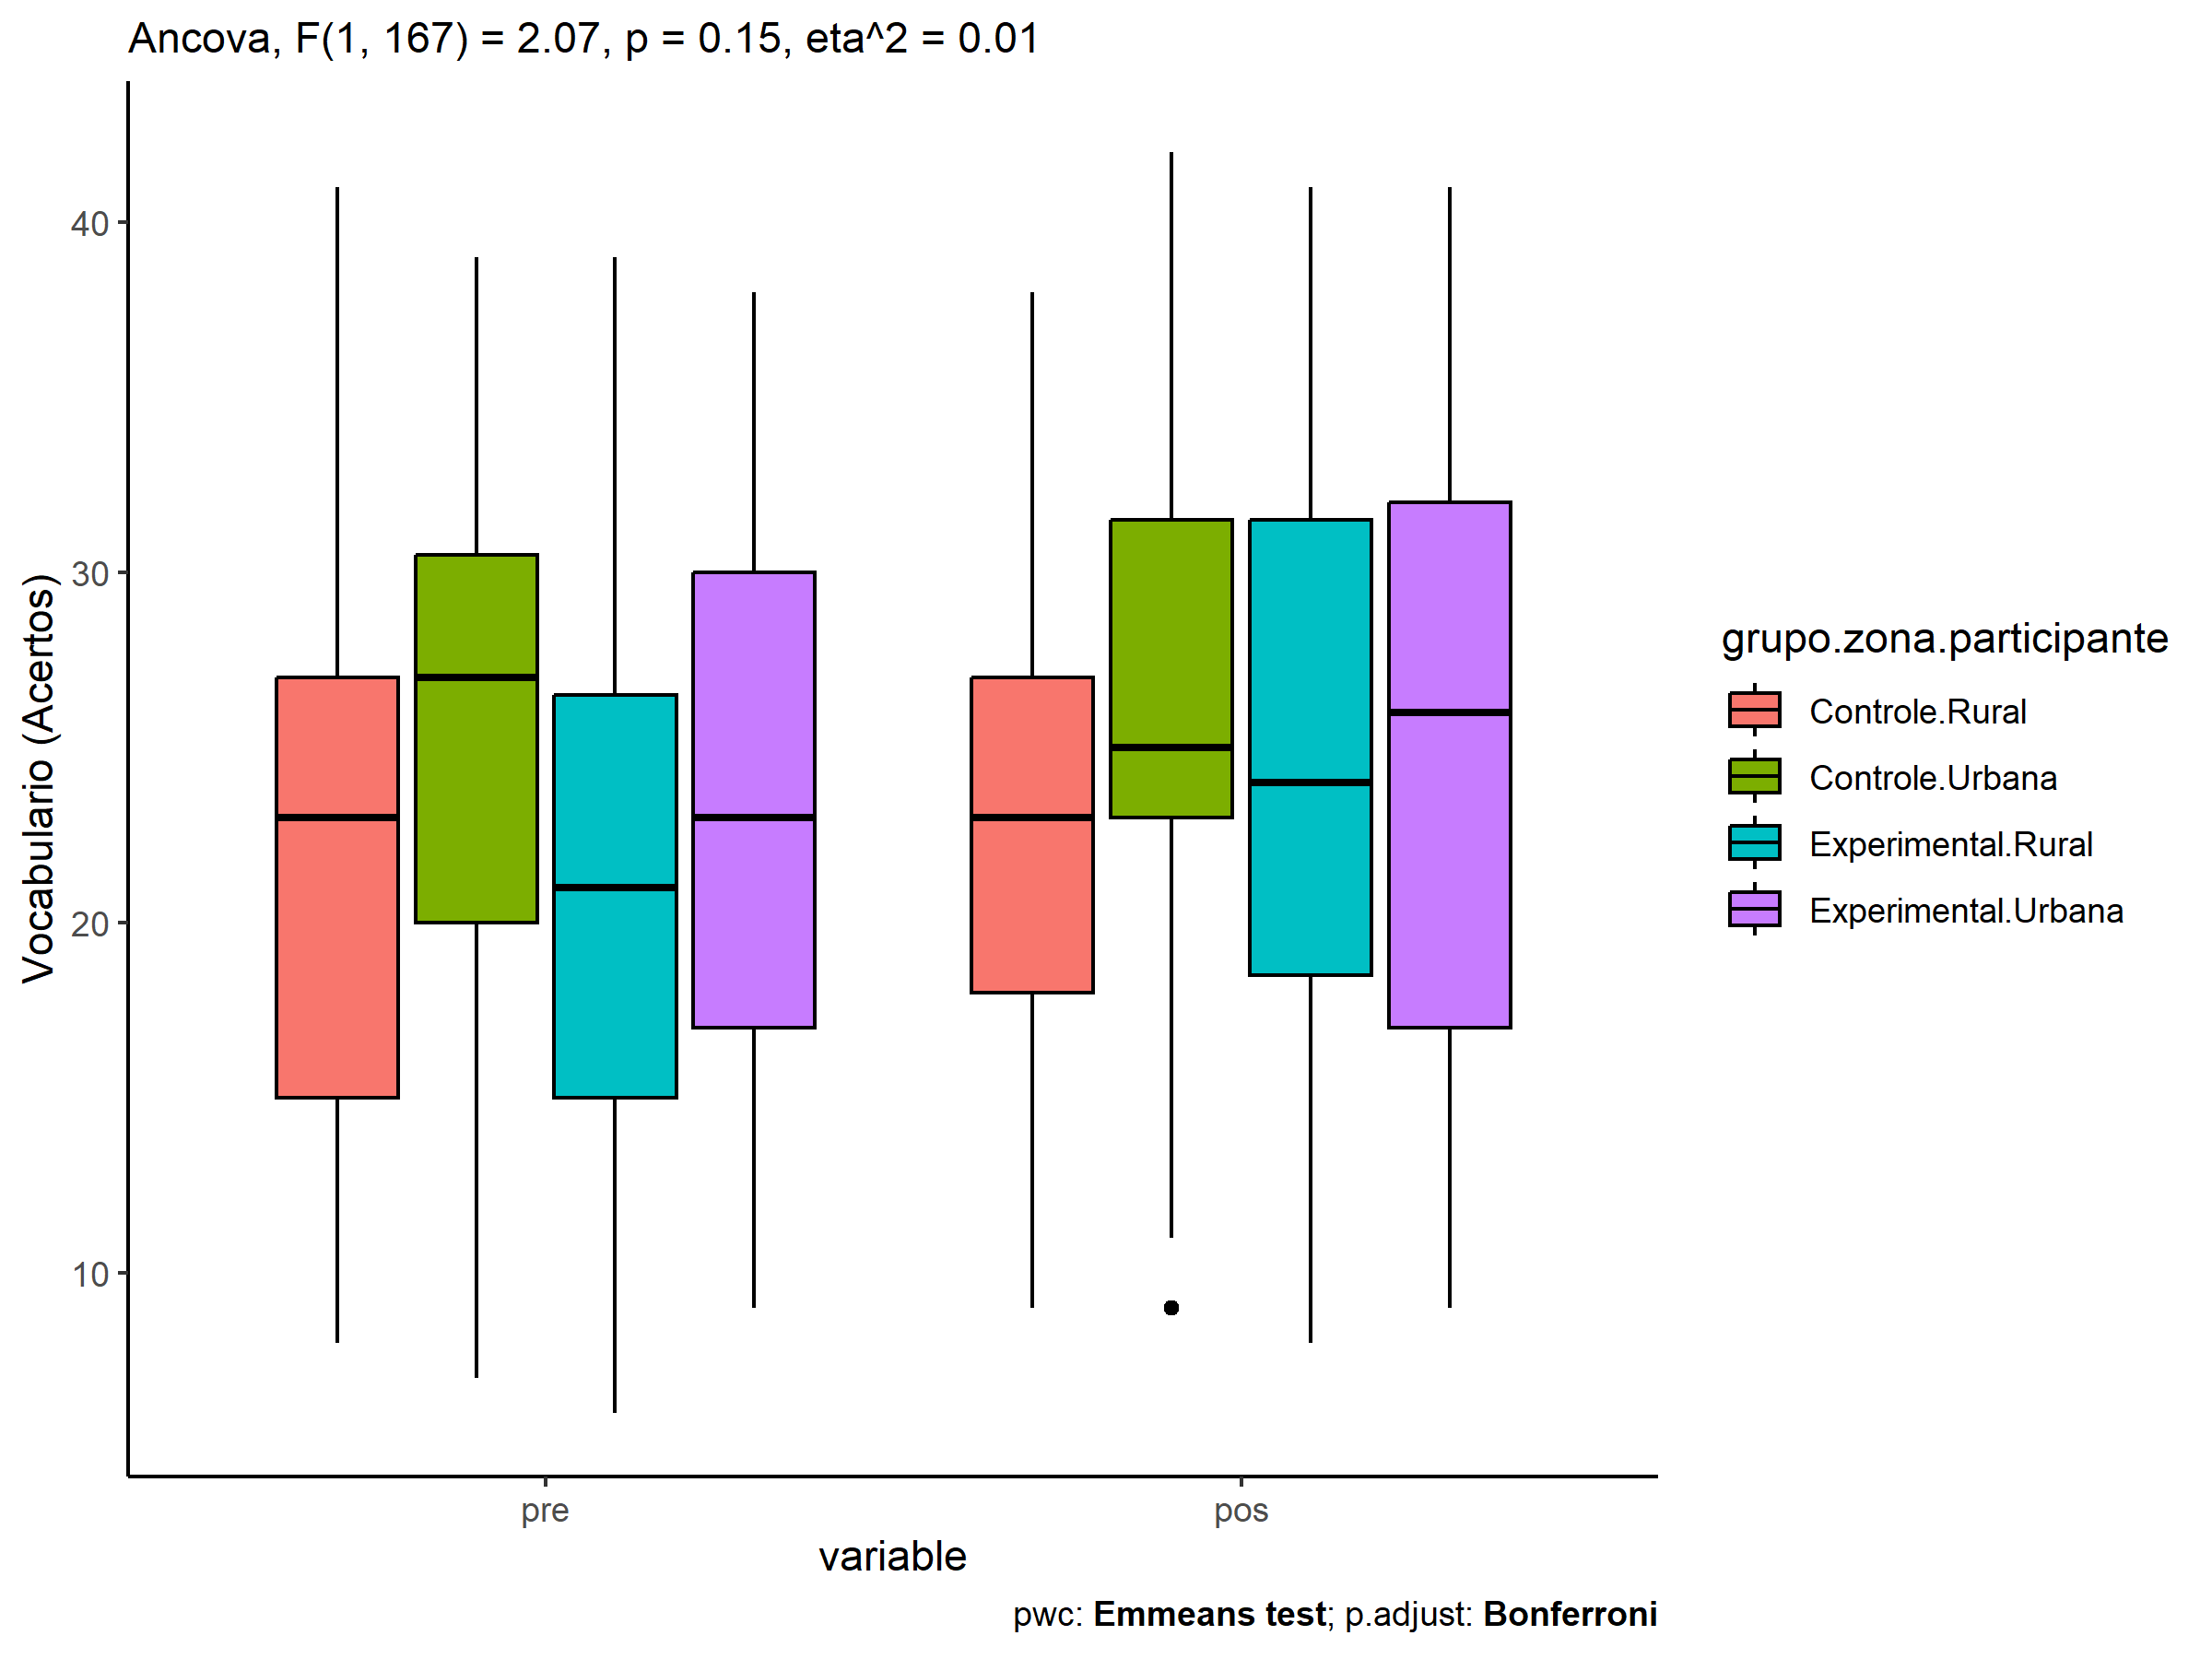 Ancova, F(1, 167) = 2.07, p = 0.15, eta^2 = 0.01
Vocabulario (Acertos)
40
30
20
10
pre
pos
variable
grupo.zona.participante
Controle.Rural
Controle.Urbana
Experimental.Rural
Experimental.Urbana
pwc: Emmeans test; p.adjust: Bonferroni